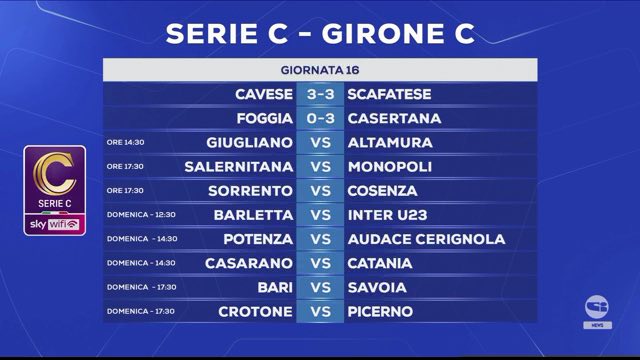 SERIE C - GIRONE C
GIORNATA 16
CAVESE 3-3 SCAFATESE
FOGGIA 0-3 CASERTANA
ORE 14:30 GIUGLIANO VS ALTAMURA
ORE 17:30 SALERNITANA VS MONOPOLI
ORE 17:30 SORRENTO VS COSENZA
DOMENICA - 12:30 BARLETTA VS INTER U23
DOMENICA - 14:30 POTENZA VS AUDACE CERIGNOLA
DOMENICA - 14:30 CASARANO VS CATANIA
DOMENICA - 17:30 BARI VS SAVOIA
DOMENICA - 17:30 CROTONE VS PICERNO
C
SERIE C
sky wifi
NEWS